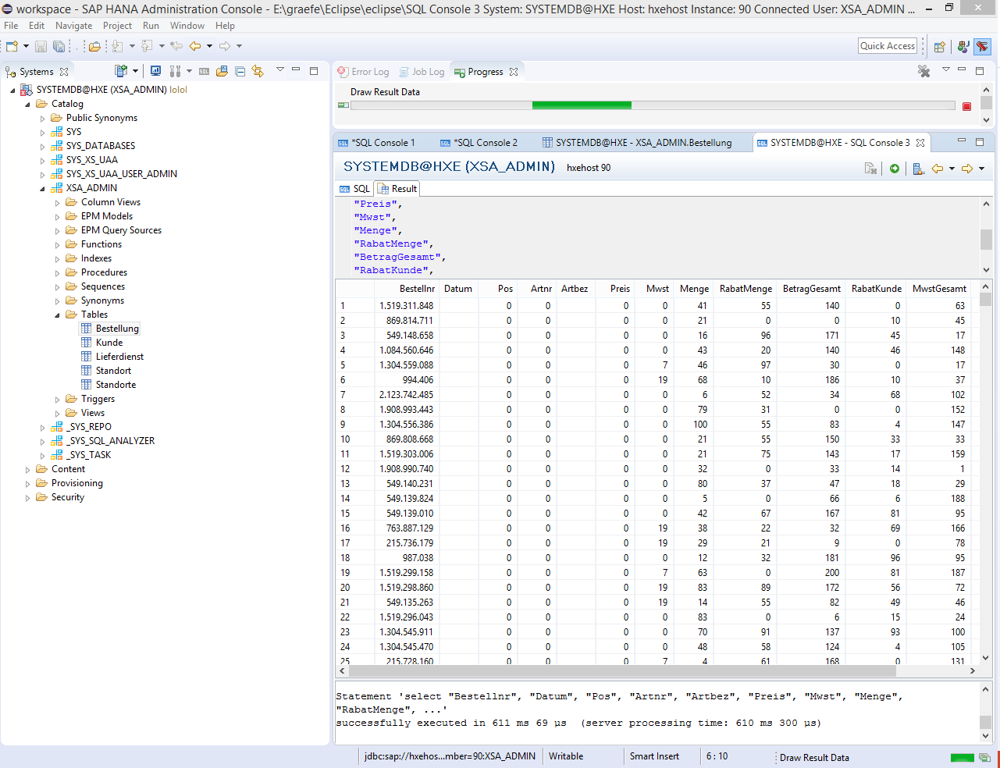 workspace - SAP HANA Administration Console - E:\graefe\Eclipse\eclipse\SQL Console 3 System: SYSTEMDB@HXE Host: hxehost Instance: 90 Connected User: XSA_ADMIN ...
File Edit Navigate Project Run Window Help
Quick Access
Systems
SYSTEMDB@HXE (XSA_ADMIN) lolol
Catalog
Public Synonyms
SYS
SYS_DATABASES
SYS_XS_UAA
SYS_XS_UAA_USER_ADMIN
XSA_ADMIN
Column Views
EPM Models
EPM Query Sources
Functions
Indexes
Procedures
Sequences
Synonyms
Tables
Bestellung
Kunde
Lieferdienst
Standort
Standorte
Triggers
Views
_SYS_REPO
_SYS_SQL_ANALYZER
_SYS_TASK
Content
Provisioning
Security
Error Log Job Log Progress
Draw Result Data
*SQL Console 1 *SQL Console 2 SYSTEMDB@HXE - XSA_ADMIN.Bestellung SYSTEMDB@HXE - SQL Console 3
SYSTEMDB@HXE (XSA_ADMIN) hxehost 90
SQL Result
"Preis",
"Mwst",
"Menge",
"RabatMenge",
"BetragGesamt",
"RabatKunde",
Bestellnr Datum Pos Artnr Artbez Preis Mwst Menge RabatMenge BetragGesamt RabatKunde MwstGesamt
1 1.519.311.848 0 0 0 0 41 55 140 0 63
2 869.814.711 0 0 0 0 21 0 0 10 45
3 549.148.658 0 0 0 0 16 96 171 45 17
4 1.084.560.646 0 0 0 0 43 20 140 46 148
5 1.304.559.088 0 0 0 7 46 97 30 0 17
6 994.406 0 0 0 19 68 10 186 10 37
7 2.123.742.485 0 0 0 0 6 52 34 68 102
8 1.908.993.443 0 0 0 0 79 31 0 0 152
9 1.304.556.386 0 0 0 0 100 55 83 4 147
10 869.808.668 0 0 0 0 21 55 150 33 33
11 1.519.303.006 0 0 0 0 21 75 143 17 159
12 1.908.990.740 0 0 0 0 32 0 33 14 1
13 549.140.231 0 0 0 0 80 37 47 18 29
14 549.139.824 0 0 0 0 5 0 66 6 188
15 549.139.010 0 0 0 0 42 67 167 81 95
16 763.887.129 0 0 0 19 38 22 32 69 166
17 215.736.179 0 0 0 19 29 21 9 0 78
18 987.038 0 0 0 0 12 32 181 96 95
19 1.519.299.158 0 0 0 7 63 0 200 81 187
20 1.519.298.860 0 0 0 19 83 89 172 56 72
21 549.135.263 0 0 0 19 14 55 82 49 46
22 1.519.296.043 0 0 0 0 83 0 6 15 24
23 1.304.545.911 0 0 0 0 70 91 137 93 100
24 1.304.545.470 0 0 0 0 48 58 124 4 105
25 215.728.160 0 0 0 7 4 61 168 0 131
Statement 'select "Bestellnr", "Datum", "Pos", "Artnr", "Artbez", "Preis", "Mwst", "Menge",
"RabatMenge", ...'
successfully executed in 611 ms 69 µs (server processing time: 610 ms 300 µs)
jdbc:sap://hxehos...mber=90:XSA_ADMIN Writable Smart Insert 6 : 10 Draw Result Data